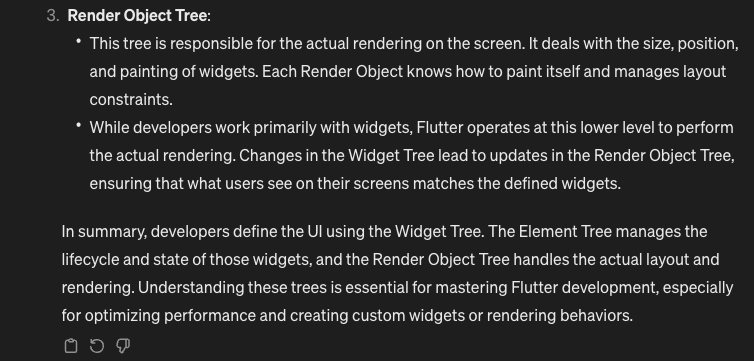 3. Render Object Tree:
• This tree is responsible for the actual rendering on the screen. It deals with the size, position,
and painting of widgets. Each Render Object knows how to paint itself and manages layout
constraints.
• While developers work primarily with widgets, Flutter operates at this lower level to perform
the actual rendering. Changes in the Widget Tree lead to updates in the Render Object Tree,
ensuring that what users see on their screens matches the defined widgets.
In summary, developers define the UI using the Widget Tree. The Element Tree manages the
lifecycle and state of those widgets, and the Render Object Tree handles the actual layout and
rendering. Understanding these trees is essential for mastering Flutter development, especially
for optimizing performance and creating custom widgets or rendering behaviors.